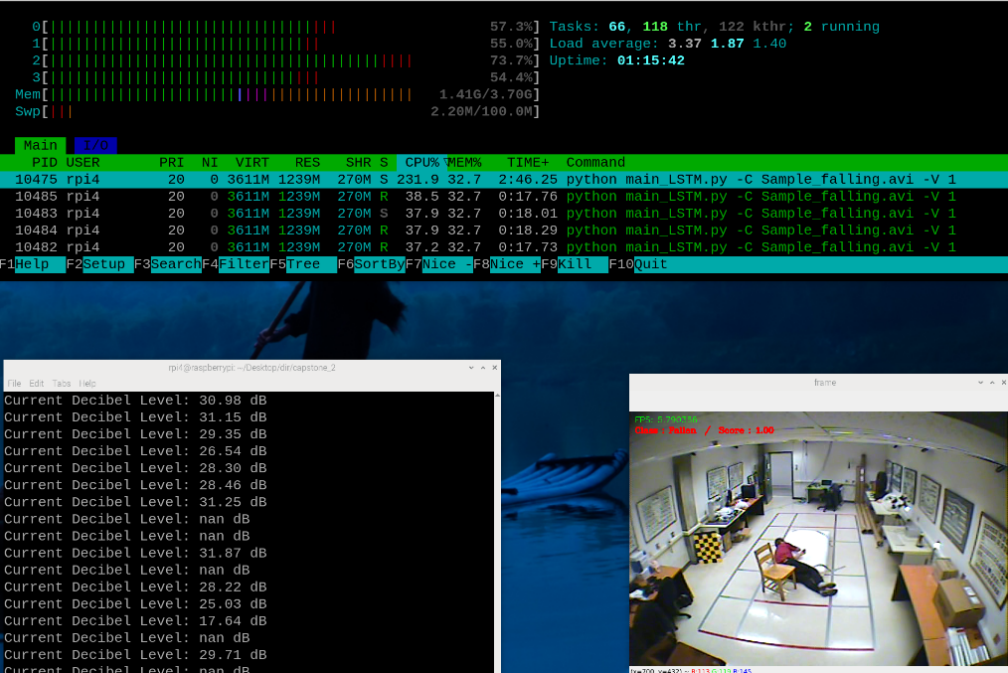 0[ 57.3%] Tasks: 66, 118 thr, 122 kthr; 2 running
1[ 55.0%] Load average: 3.37 1.87 1.40
2[ 73.7%] Uptime: 01:15:42
3[ 54.4%]
Mem[ 1.41G/3.70G]
Swp[ 2.20M/100.0M]
Main I/O
PID USER PRI NI VIRT RES SHR S CPU%▽MEM% TIME+ Command
10475 rpi4 20 0 3611M 1239M 270M S 231.9 32.7 2:46.25 python main_LSTM.py -C Sample_falling.avi -V 1
10485 rpi4 20 0 3611M 1239M 270M R 38.5 32.7 0:17.76 python main_LSTM.py -C Sample_falling.avi -V 1
10483 rpi4 20 0 3611M 1239M 270M S 37.9 32.7 0:18.01 python main_LSTM.py -C Sample_falling.avi -V 1
10484 rpi4 20 0 3611M 1239M 270M R 37.9 32.7 0:18.29 python main_LSTM.py -C Sample_falling.avi -V 1
10482 rpi4 20 0 3611M 1239M 270M R 37.2 32.7 0:17.73 python main_LSTM.py -C Sample_falling.avi -V 1
F1Help F2Setup F3SearchF4FilterF5Tree F6SortByF7Nice -F8Nice +F9Kill F10Quit
rpi4@raspberrypi: ~/Desktop/dir/capstone_2
File Edit Tabs Help
Current Decibel Level: 30.98 dB
Current Decibel Level: 31.15 dB
Current Decibel Level: 29.35 dB
Current Decibel Level: 26.54 dB
Current Decibel Level: 28.30 dB
Current Decibel Level: 28.46 dB
Current Decibel Level: 31.25 dB
Current Decibel Level: nan dB
Current Decibel Level: nan dB
Current Decibel Level: 31.87 dB
Current Decibel Level: nan dB
Current Decibel Level: 28.22 dB
Current Decibel Level: 25.03 dB
Current Decibel Level: 17.64 dB
Current Decibel Level: nan dB
Current Decibel Level: 29.71 dB
Current Decibel Level: nan dB
frame
FPS: 5.790356
Class : Fallen / Score : 1.00
(x=700, y=432) ~ R:113 G:119 B:145